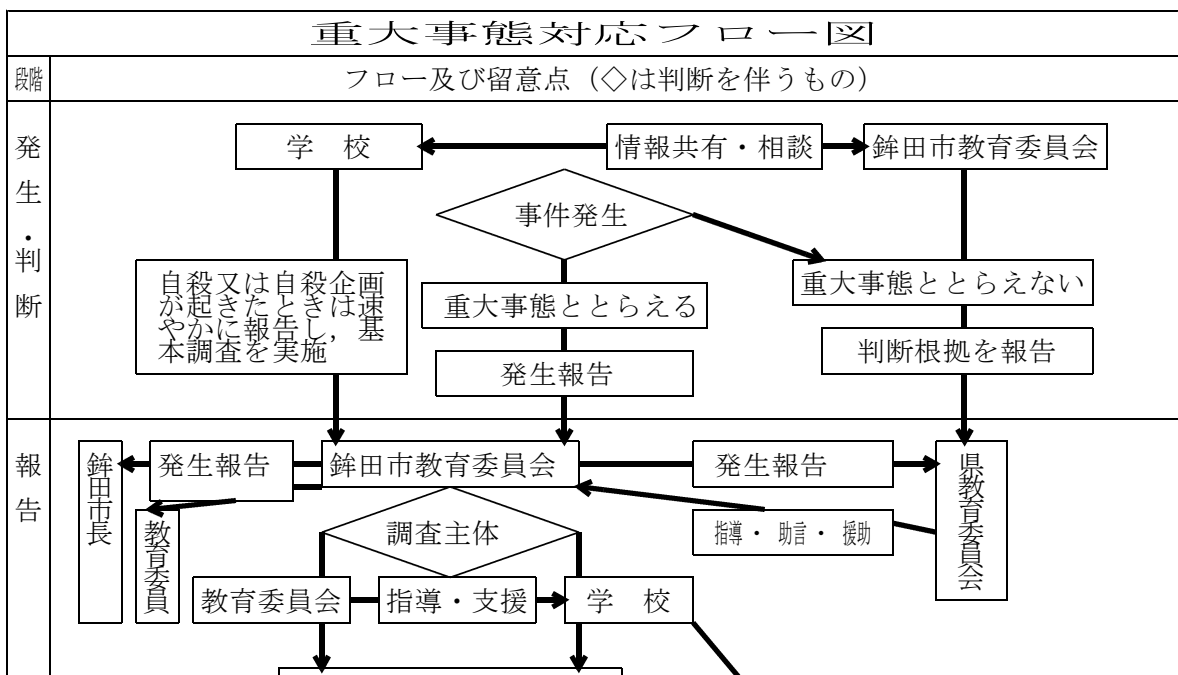 重大事態対応フロー図
段階
フロー及び留意点（◇は判断を伴うもの）
発生・判断
学　校
情報共有・相談
鉾田市教育委員会
事件発生
自殺又は自殺企画
が起きたときは速
やかに報告し，基
本調査を実施
重大事態ととらえる
重大事態ととらえない
発生報告
判断根拠を報告
報告
鉾田市長
発生報告
鉾田市教育委員会
発生報告
県教育委員会
教育委員
調査主体
指導・助言・援助
教育委員会
指導・支援
学　校